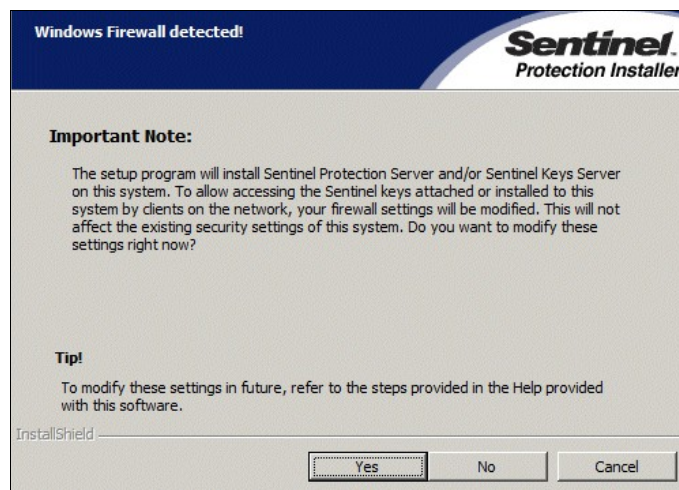 Windows Firewall detected!
Sentinel.
Protection Installer
Important Note:
The setup program will install Sentinel Protection Server and/or Sentinel Keys Server
on this system. To allow accessing the Sentinel keys attached or installed to this
system by clients on the network, your firewall settings will be modified. This will not
affect the existing security settings of this system. Do you want to modify these
settings right now?
Tip!
To modify these settings in future, refer to the steps provided in the Help provided
with this software.
InstallShield
Yes No Cancel